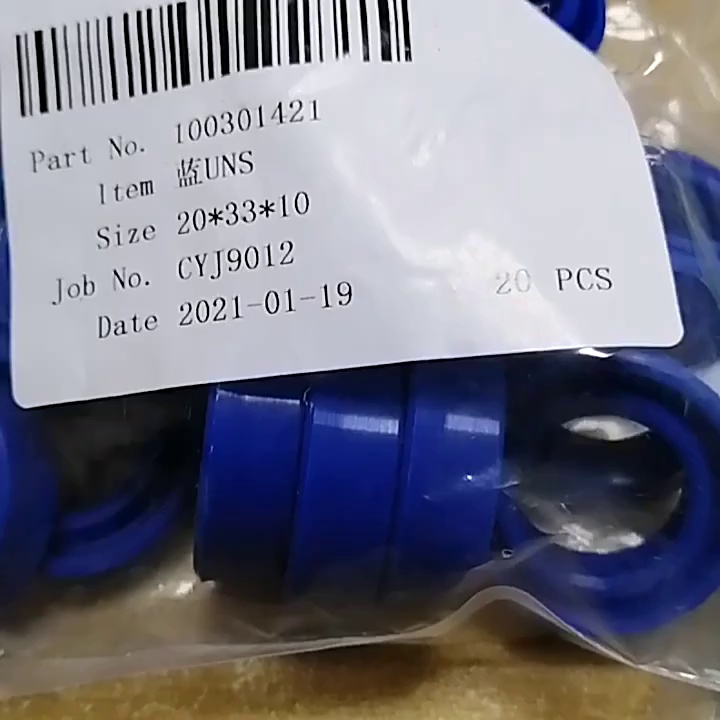 Part No. 100301421
Item 蓝UNS
Size 20*33*10
Job No. CYJ9012
Date 2021-01-19 20 PCS